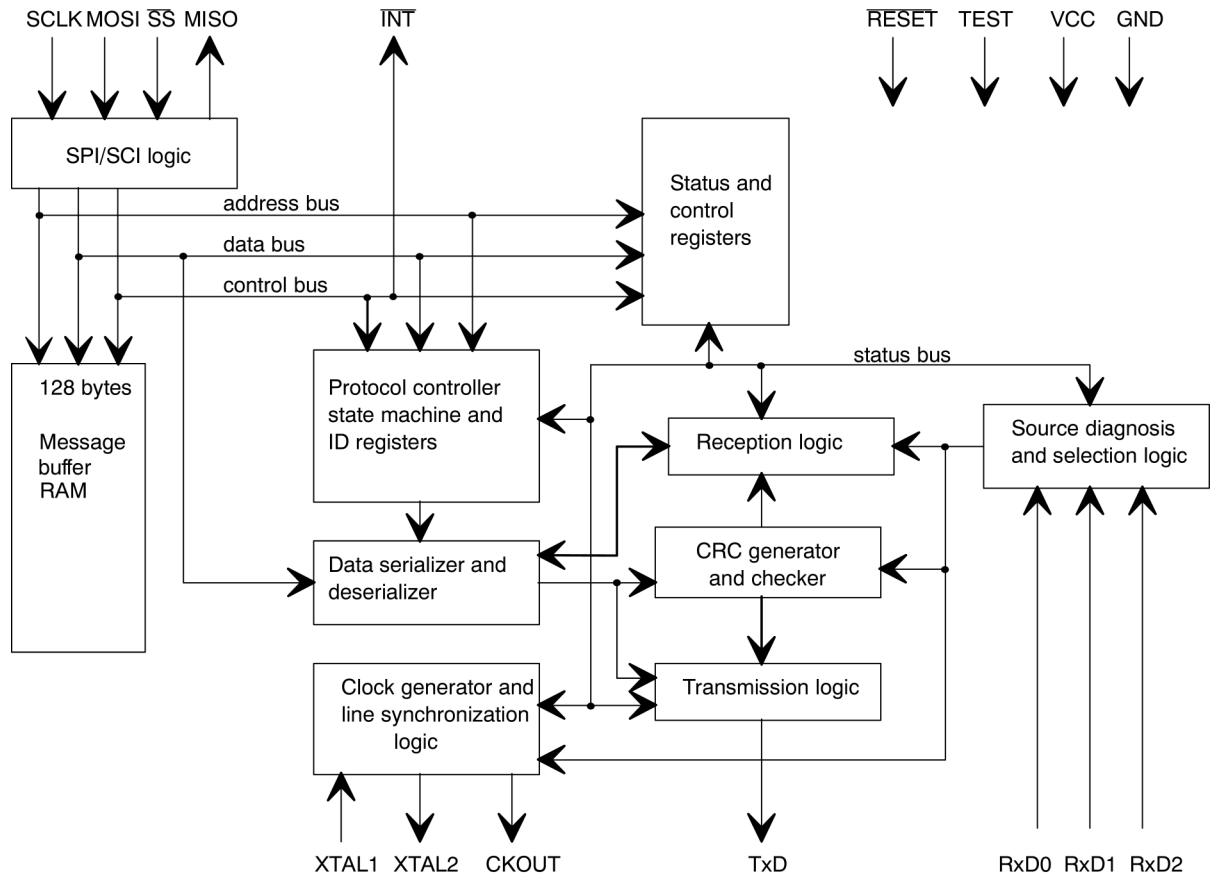 SCLK MOSI SS MISO INT RESET TEST VCC GND
SPI/SCI logic
address bus
data bus
control bus
Status and
control
registers
status bus
128 bytes
Message
buffer
RAM
Protocol controller
state machine and
ID registers
Reception logic
Source diagnosis
and selection logic
Data serializer and
deserializer
CRC generator
and checker
Clock generator and
line synchronization
logic
Transmission logic
XTAL1 XTAL2 CKOUT TxD RxD0 RxD1 RxD2